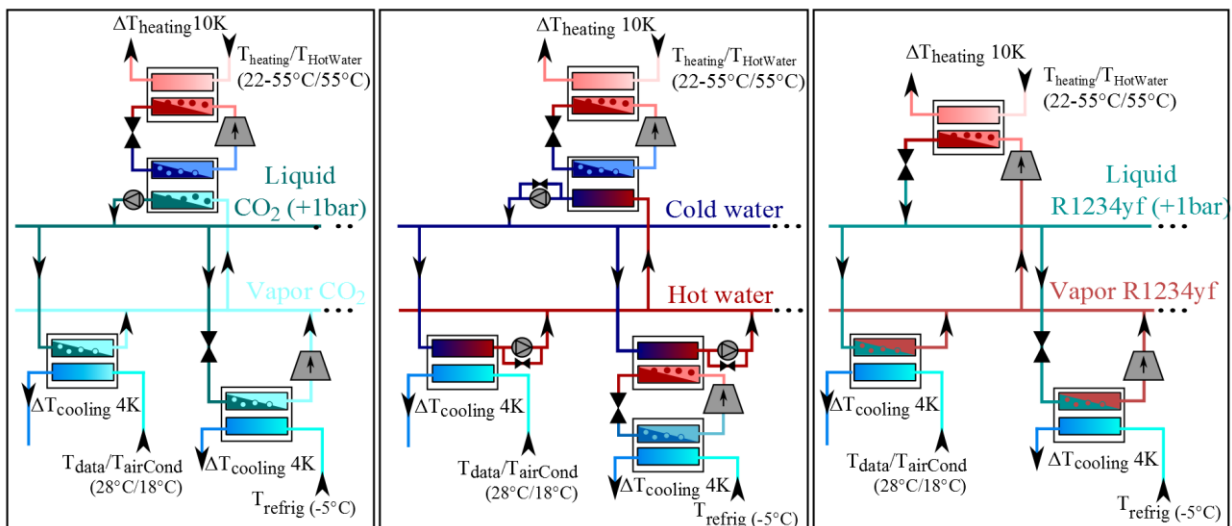 ΔTheating 10K
Theating/THotWater
(22-55°C/55°C)
Liquid
CO2 (+1bar)
Vapor CO2
ΔTcooling 4K
Tdata/TairCond
(28°C/18°C)
ΔTcooling 4K
Trefrig (-5°C)
ΔTheating 10K
Theating/THotWater
(22-55°C/55°C)
Cold water
Hot water
ΔTcooling 4K
Tdata/TairCond
(28°C/18°C)
ΔTcooling 4K
Trefrig (-5°C)
ΔTheating 10K
Theating/THotWater
(22-55°C/55°C)
Liquid
R1234yf (+1bar)
Vapor R1234yf
ΔTcooling 4K
Tdata/TairCond
(28°C/18°C)
ΔTcooling 4K
Trefrig (-5°C)